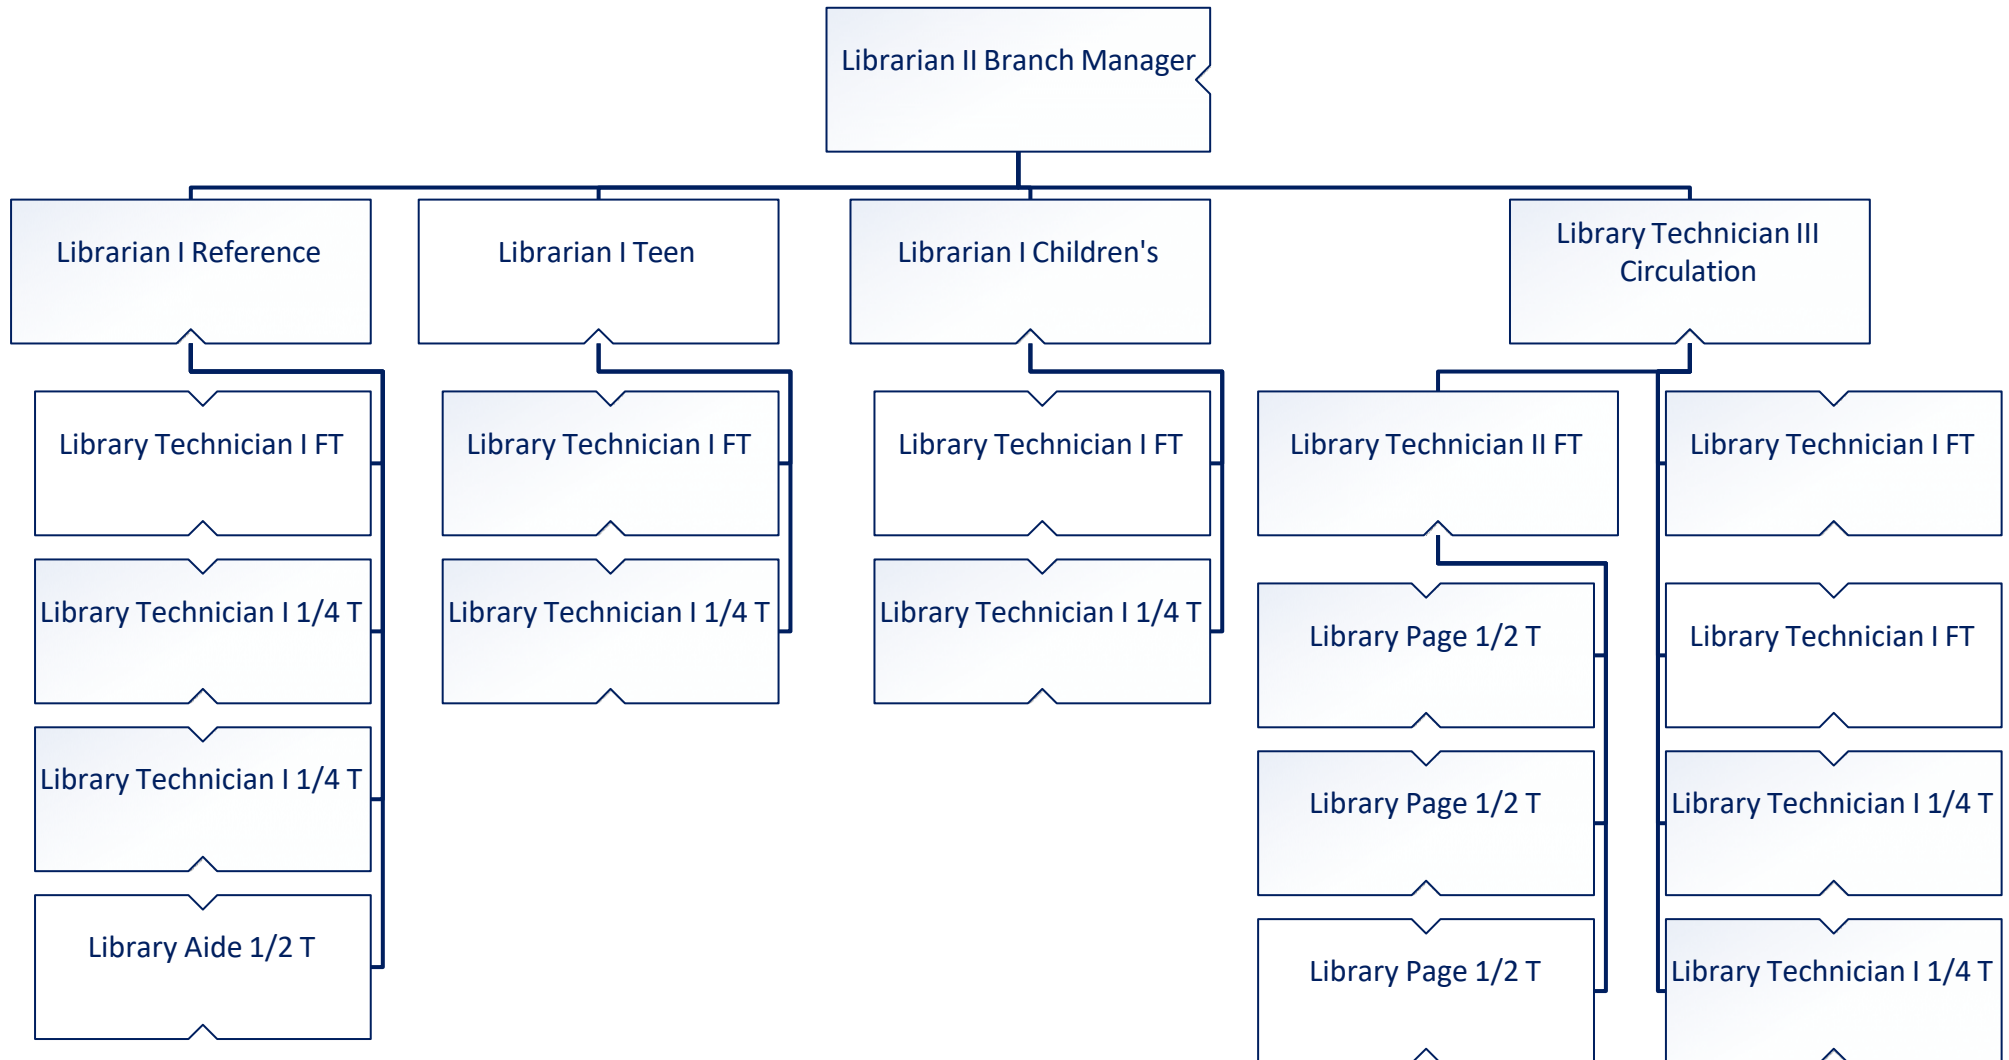 Librarian II Branch Manager
Librarian I Reference
Librarian I Teen
Librarian I Children's
Library Technician III
Circulation
Library Technician I FT
Library Technician I 1/4 T
Library Technician I 1/4 T
Library Aide 1/2 T
Library Technician I FT
Library Technician I 1/4 T
Library Technician I FT
Library Technician I 1/4 T
Library Technician II FT
Library Page 1/2 T
Library Page 1/2 T
Library Page 1/2 T
Library Technician I FT
Library Technician I FT
Library Technician I 1/4 T
Library Technician I 1/4 T